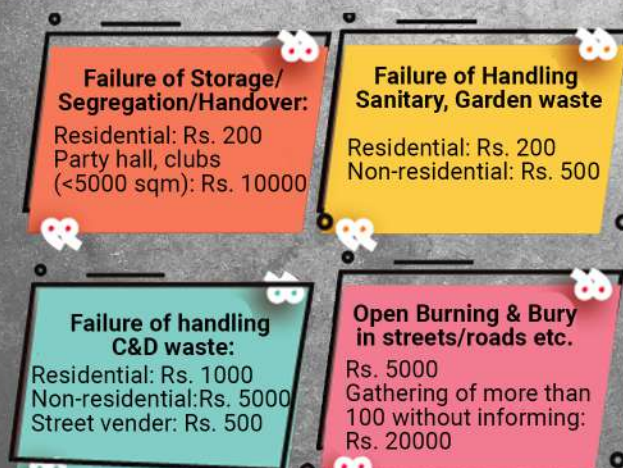 Failure of Storage/
Segregation/Handover:
Residential: Rs. 200
Party hall, clubs
(<5000 sqm): Rs. 10000
Failure of Handling
Sanitary, Garden waste
Residential: Rs. 200
Non-residential: Rs. 500
Failure of handling
C&D waste:
Residential: Rs. 1000
Non-residential:Rs. 5000
Street vender: Rs. 500
Open Burning & Bury
in streets/roads etc.
Rs. 5000
Gathering of more than
100 without informing:
Rs. 20000